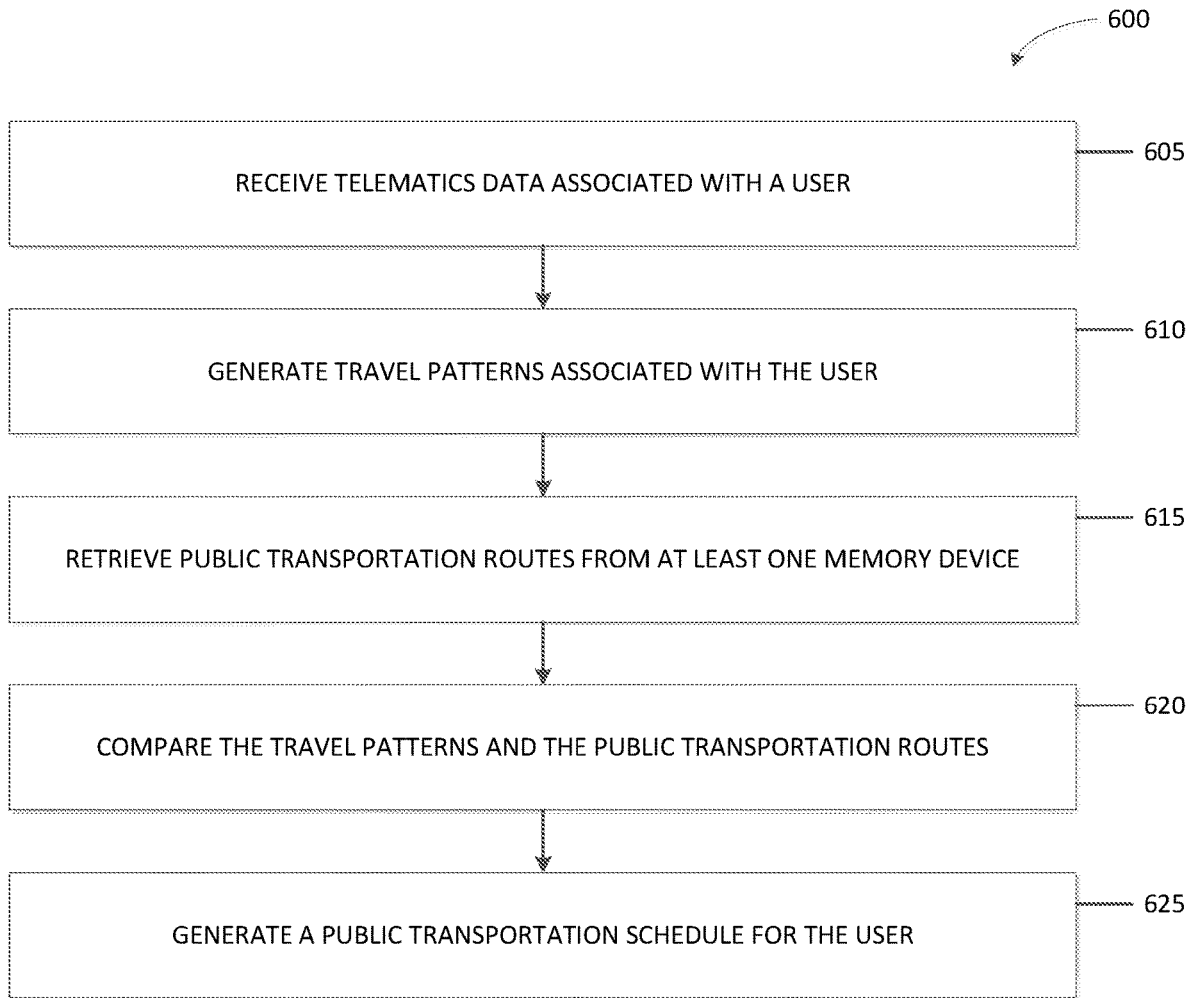 600
RECEIVE TELEMATICS DATA ASSOCIATED WITH A USER
605
GENERATE TRAVEL PATTERNS ASSOCIATED WITH THE USER
610
RETRIEVE PUBLIC TRANSPORTATION ROUTES FROM AT LEAST ONE MEMORY DEVICE
615
COMPARE THE TRAVEL PATTERNS AND THE PUBLIC TRANSPORTATION ROUTES
620
GENERATE A PUBLIC TRANSPORTATION SCHEDULE FOR THE USER
625